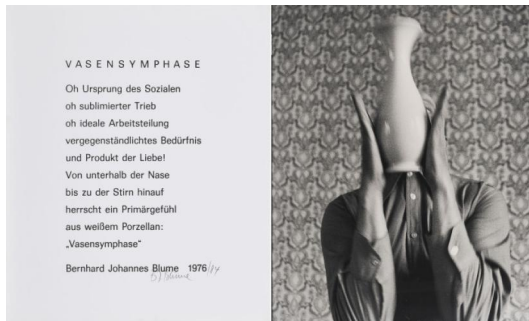 VASENSYMPHASE
Oh Ursprung des Sozialen
oh sublimierter Trieb
oh ideale Arbeitsteilung
vergegenständlichtes Bedürfnis
und Produkt der Liebe!
Von unterhalb der Nase
bis zu der Stirn hinauf
herrscht ein Primärgefühl
aus weißem Porzellan:
„Vasensymphase“
Bernhard Johannes Blume 1976/84